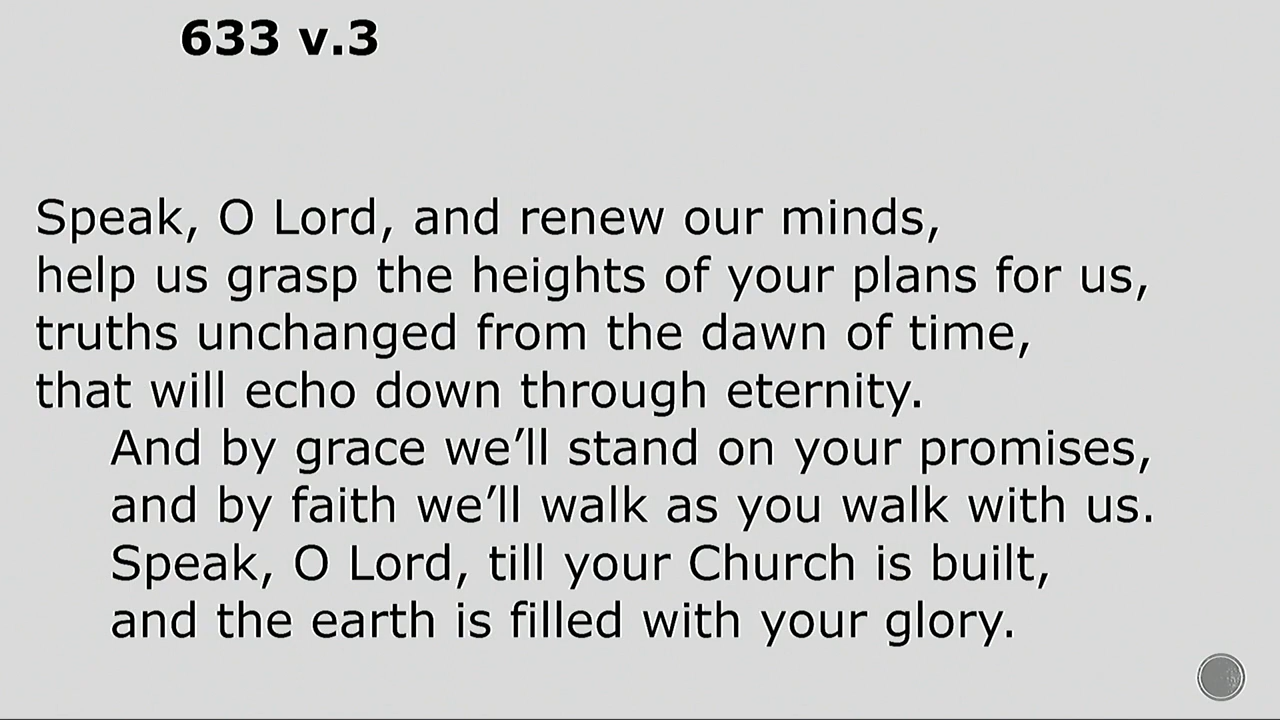 633 v.3
Speak, O Lord, and renew our minds,
help us grasp the heights of your plans for us,
truths unchanged from the dawn of time,
that will echo down through eternity.
And by grace we’ll stand on your promises,
and by faith we’ll walk as you walk with us.
Speak, O Lord, till your Church is built,
and the earth is filled with your glory.